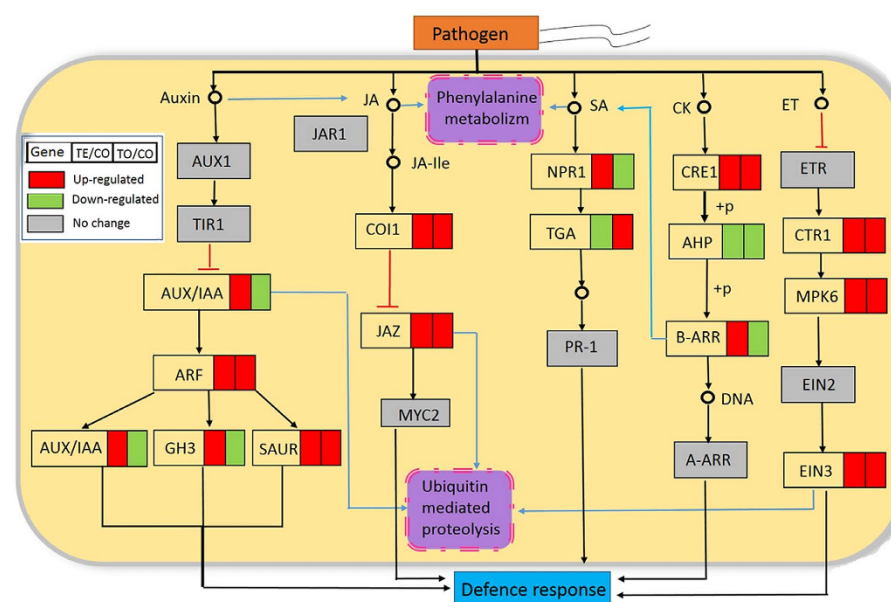 Pathogen
Auxin
JA
Phenylalanine
metabolizm
SA
CK
ET
JAR1
Gene TE/CO TO/CO
Up-regulated
Down-regulated
No change
AUX1
JA-Ile
NPR1
CRE1
ETR
+p
TIR1
COI1
TGA
AHP
CTR1
+p
AUX/IAA
MPK6
JAZ
PR-1
B-ARR
ARF
EIN2
MYC2
DNA
AUX/IAA
GH3
SAUR
A-ARR
EIN3
Ubiquitin
mediated
proteolysis
Defence response